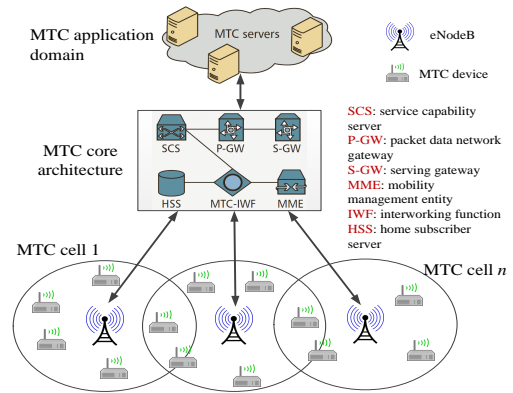 MTC application
domain
MTC servers
eNodeB
MTC device
MTC core
architecture
SCS
P-GW
S-GW
HSS
MTC-IWF
MME
SCS: service capability
server
P-GW: packet data network
gateway
S-GW: serving gateway
MME: mobility
management entity
IWF: interworking function
HSS: home subscriber
server
MTC cell 1
MTC cell n